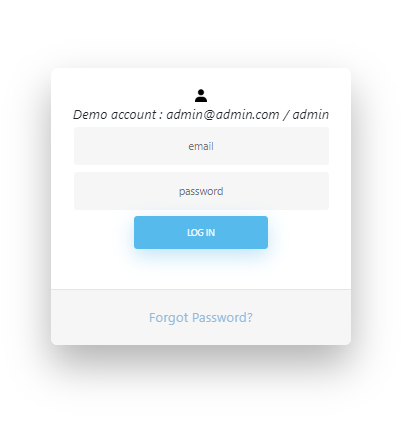 Demo account : admin@admin.com / admin
email
password
LOG IN
Forgot Password?